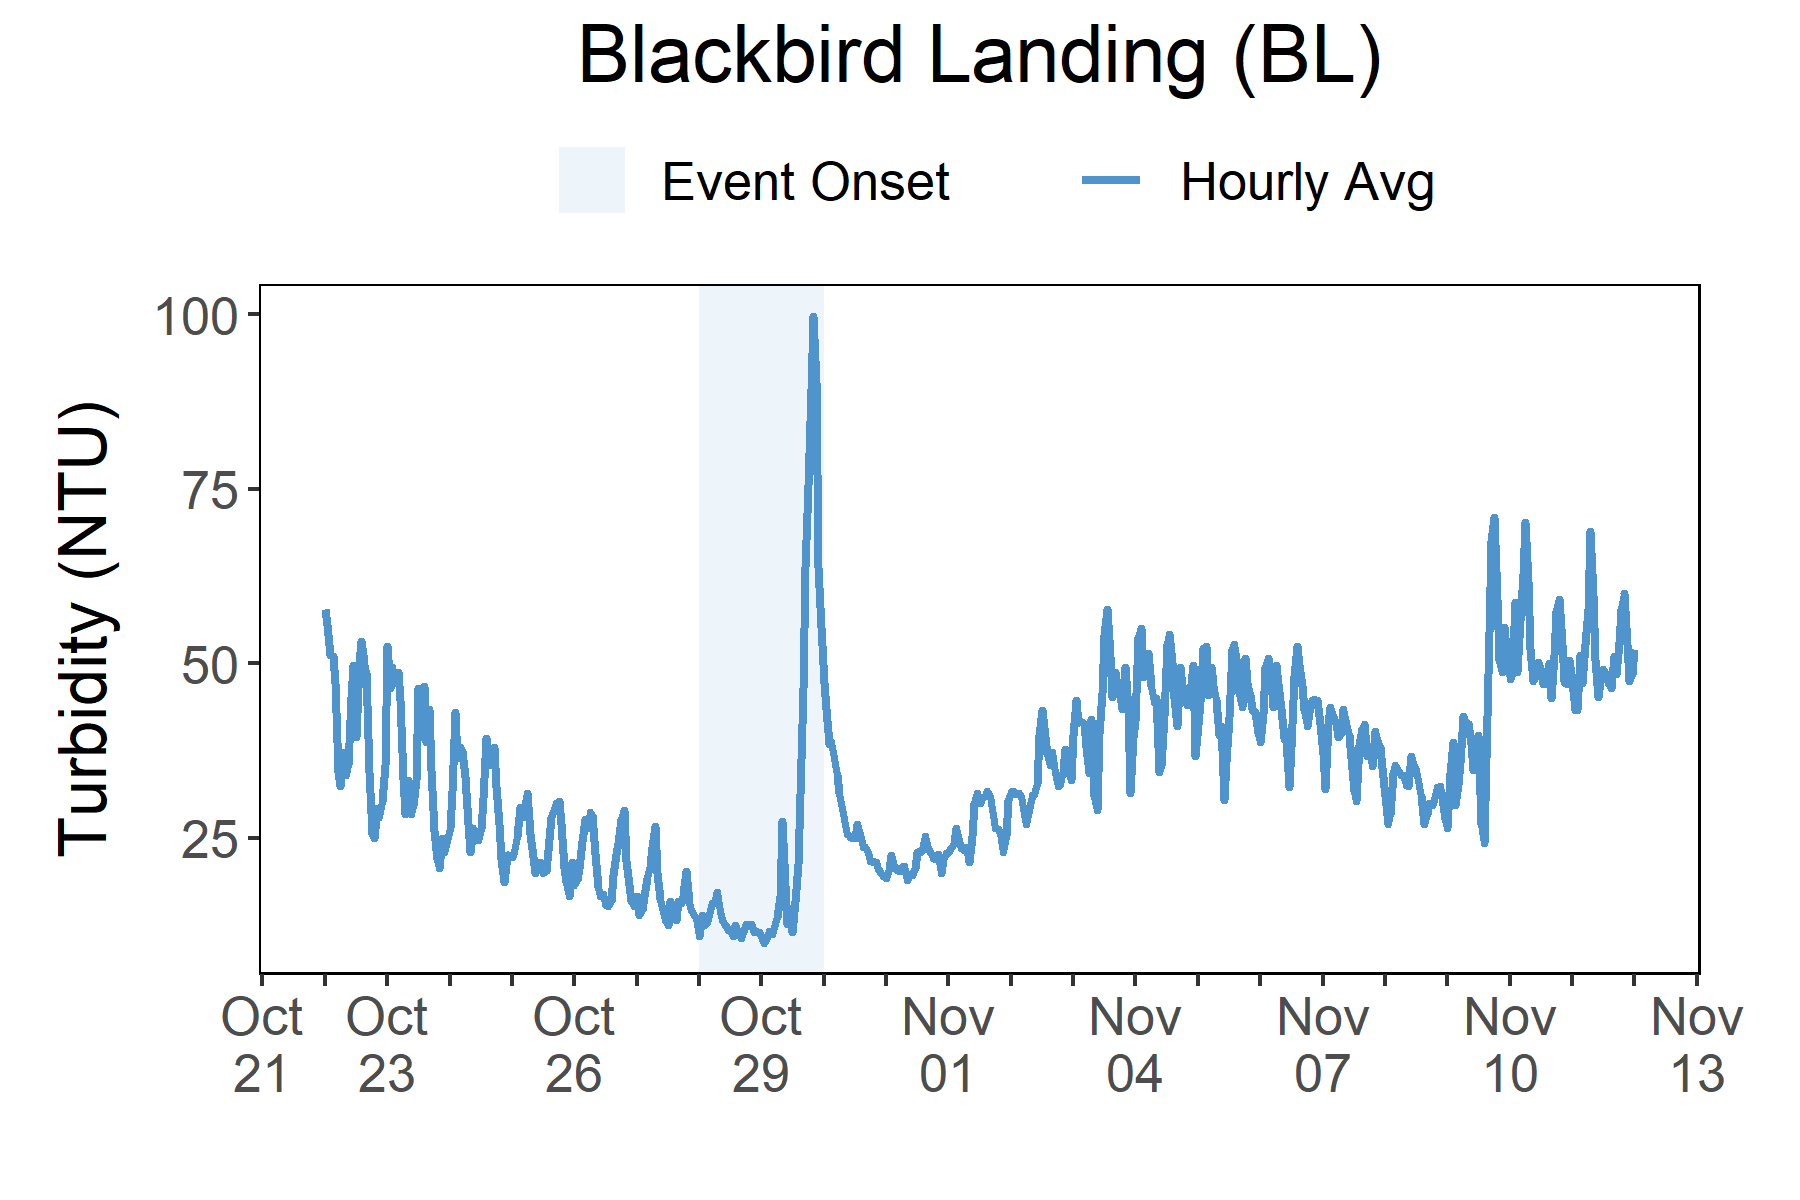 Blackbird Landing (BL)
Event Onset
Hourly Avg
Turbidity (NTU)
100
75
50
25
Oct 21
Oct 23
Oct 26
Oct 29
Nov 01
Nov 04
Nov 07
Nov 10
Nov 13